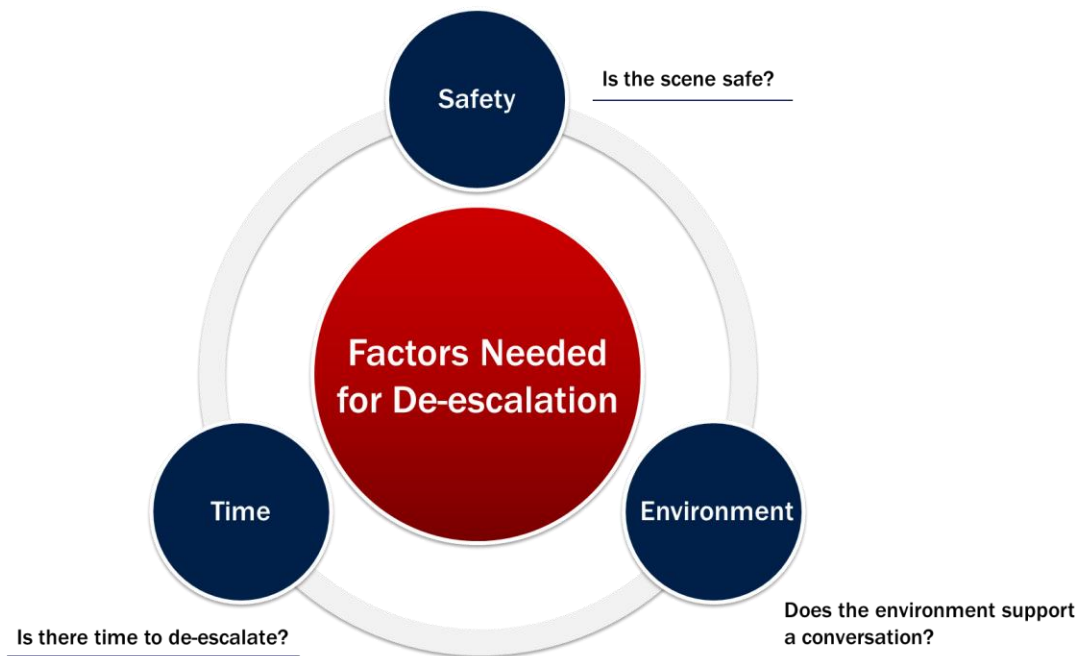 Safety
Is the scene safe?
Factors Needed
for De-escalation
Time
Environment
Is there time to de-escalate?
Does the environment support
a conversation?